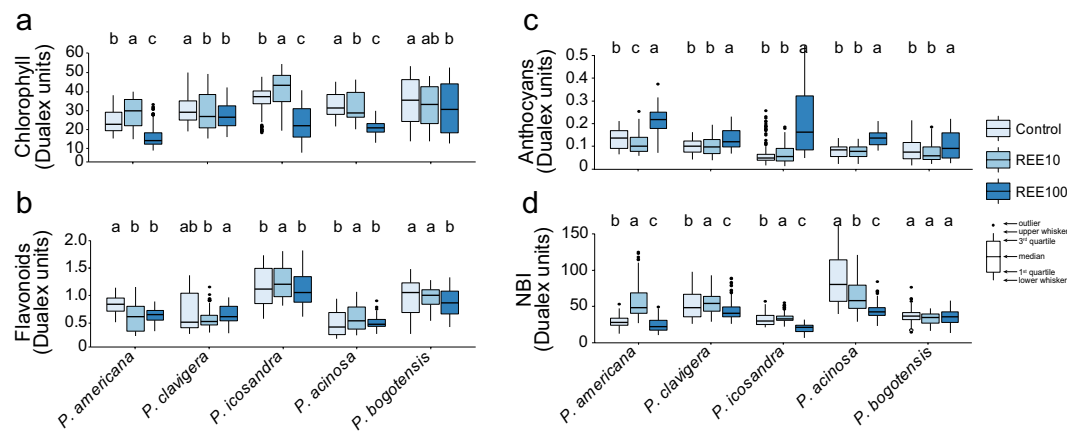 a
Chlorophyll
(Dualex units)
60
50
40
30
20
10
0
b a c
a b b
b a c
a b c
a ab b
b
Flavonoids
(Dualex units)
1.5
1.0
0.5
0
a b b
ab b a
b a b
b a b
a a b
P. americana
P. clavigera
P. icosandra
P. acinosa
P. bogotensis
c
Anthocyans
(Dualex units)
0.5
0.4
0.3
0.2
0.1
0
b c a
b b a
b b a
b b a
b b a
d
NBI
(Dualex units)
150
100
50
0
b a c
b a c
b a c
a b c
a a a
P. americana
P. clavigera
P. icosandra
P. acinosa
P. bogotensis
Control
REE10
REE100
outlier
upper whisker
3rd quartile
median
1st quartile
lower whisker